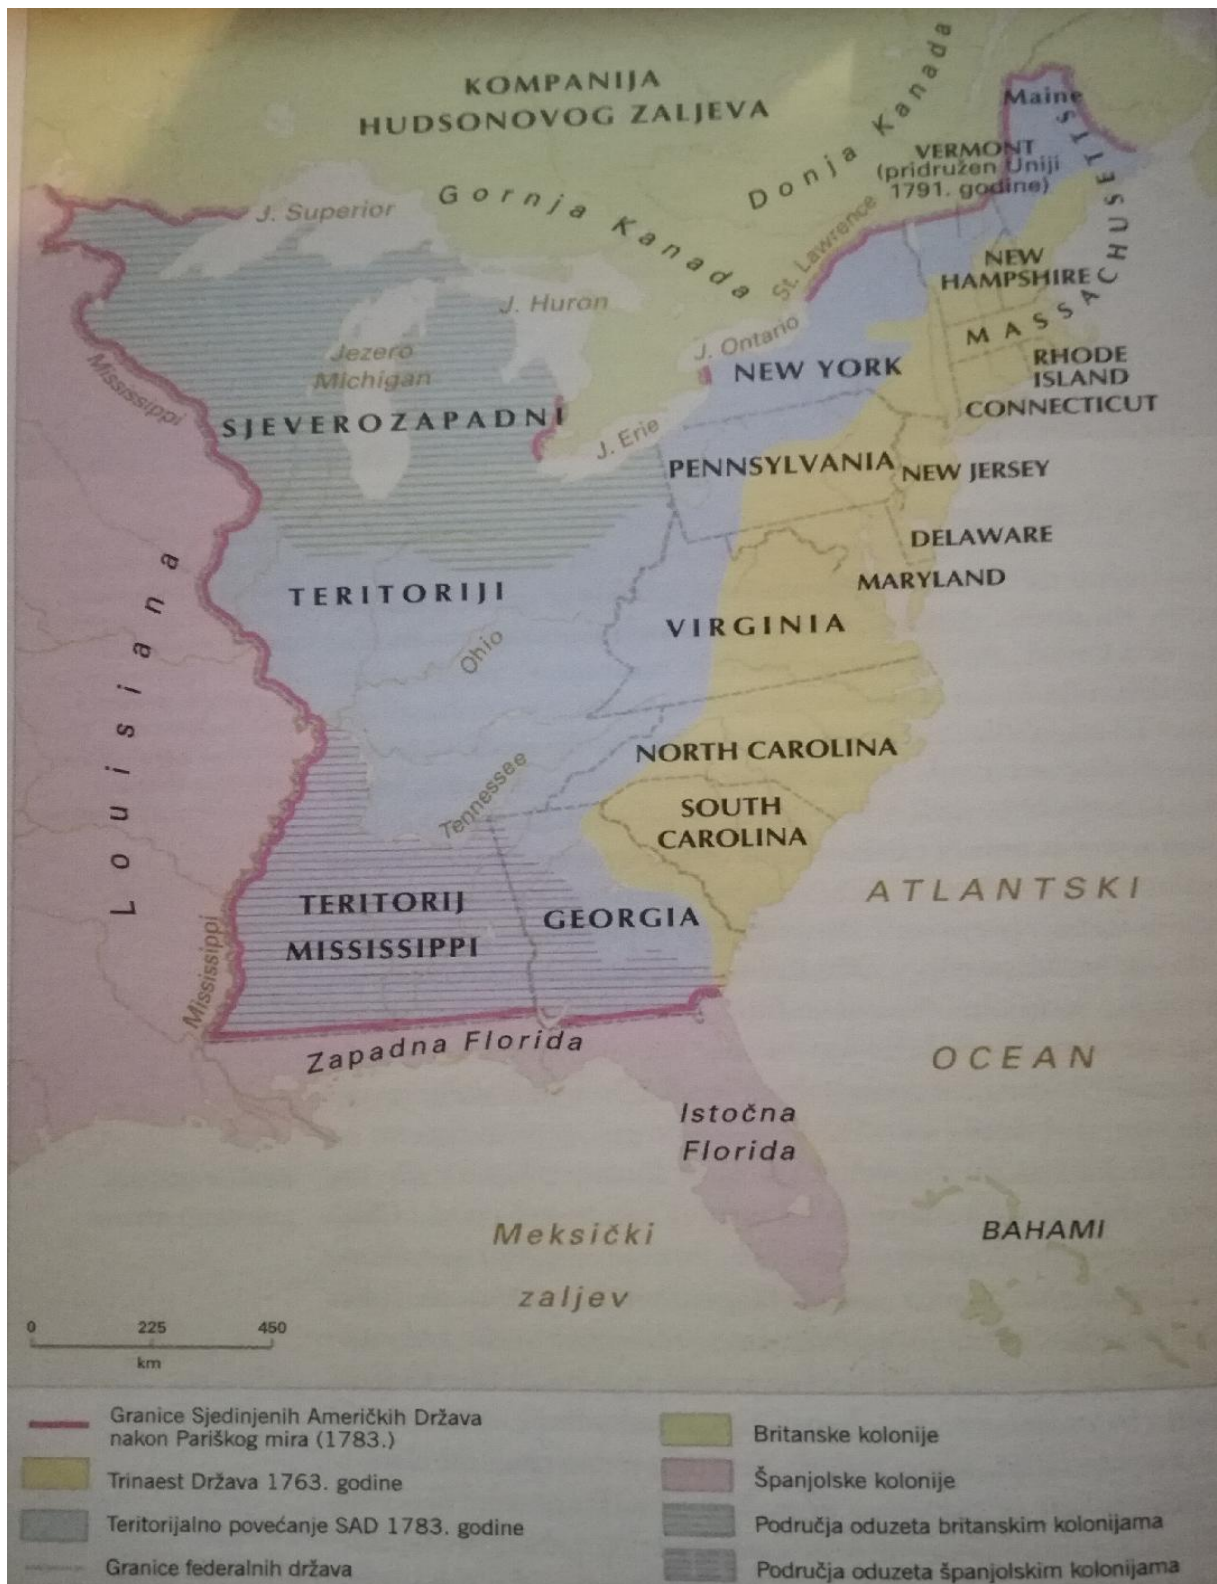 KOMPANIJA
HUDSONOVOG ZALJEVA
Gornja Kanada
Donja Kanada
Maine
VERMONT
(pridružen Uniji
1791. godine)
J. Superior
St. Lawrence
NEW
HAMPSHIRE
MASSACHUSETTS
J. Huron
J. Ontario
Jezero
Michigan
Mississippi
NEW YORK
RHODE
ISLAND
CONNECTICUT
SJEVEROZAPADNI
J. Erie
PENNSYLVANIA
NEW JERSEY
DELAWARE
MARYLAND
TERITORIJI
VIRGINIA
Ohio
Louisiana
NORTH CAROLINA
Tennessee
SOUTH
CAROLINA
ATLANTSKI
TERITORIJ
MISSISSIPPI
GEORGIA
Mississippi
Zapadna Florida
OCEAN
Istočna
Florida
Meksički
zaljev
BAHAMI
0 225 450
km
Granice Sjedinjenih Američkih Država
nakon Pariškog mira (1783.)
Trinaest Država 1763. godine
Teritorijalno povećanje SAD 1783. godine
Granice federalnih država
Britanske kolonije
Španjolske kolonije
Područja oduzeta britanskim kolonijama
Područja oduzeta španjolskim kolonijama